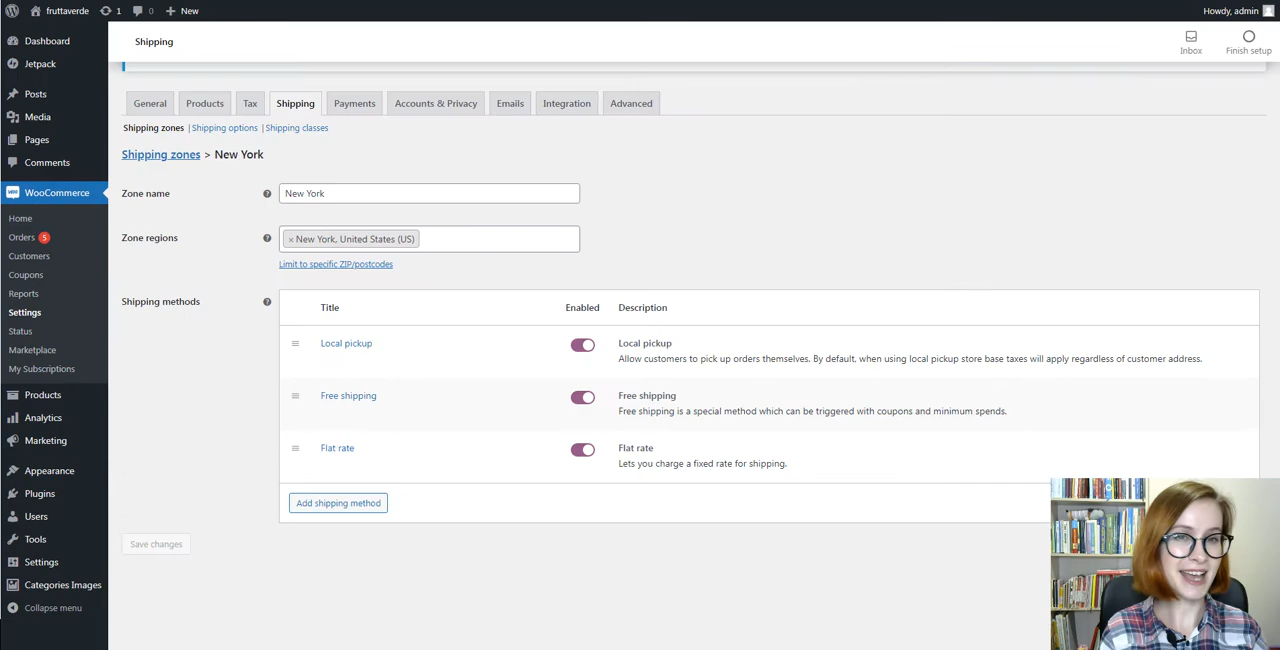 fruttaverde
1
0
New
Howdy, admin
Dashboard
Jetpack
Posts
Media
Pages
Comments
WooCommerce
Home
Orders 5
Customers
Coupons
Reports
Settings
Status
Marketplace
My Subscriptions
Products
Analytics
Marketing
Appearance
Plugins
Users
Tools
Settings
Categories Images
Collapse menu
Shipping
Inbox
Finish setup
General
Products
Tax
Shipping
Payments
Accounts & Privacy
Emails
Integration
Advanced
Shipping zones | Shipping options | Shipping classes
Shipping zones > New York
Zone name
New York
Zone regions
× New York, United States (US)
Limit to specific ZIP/postcodes
Shipping methods
Title
Enabled
Description
Local pickup
Local pickup
Allow customers to pick up orders themselves. By default, when using local pickup store base taxes will apply regardless of customer address.
Free shipping
Free shipping
Free shipping is a special method which can be triggered with coupons and minimum spends.
Flat rate
Flat rate
Lets you charge a fixed rate for shipping.
Add shipping method
Save changes